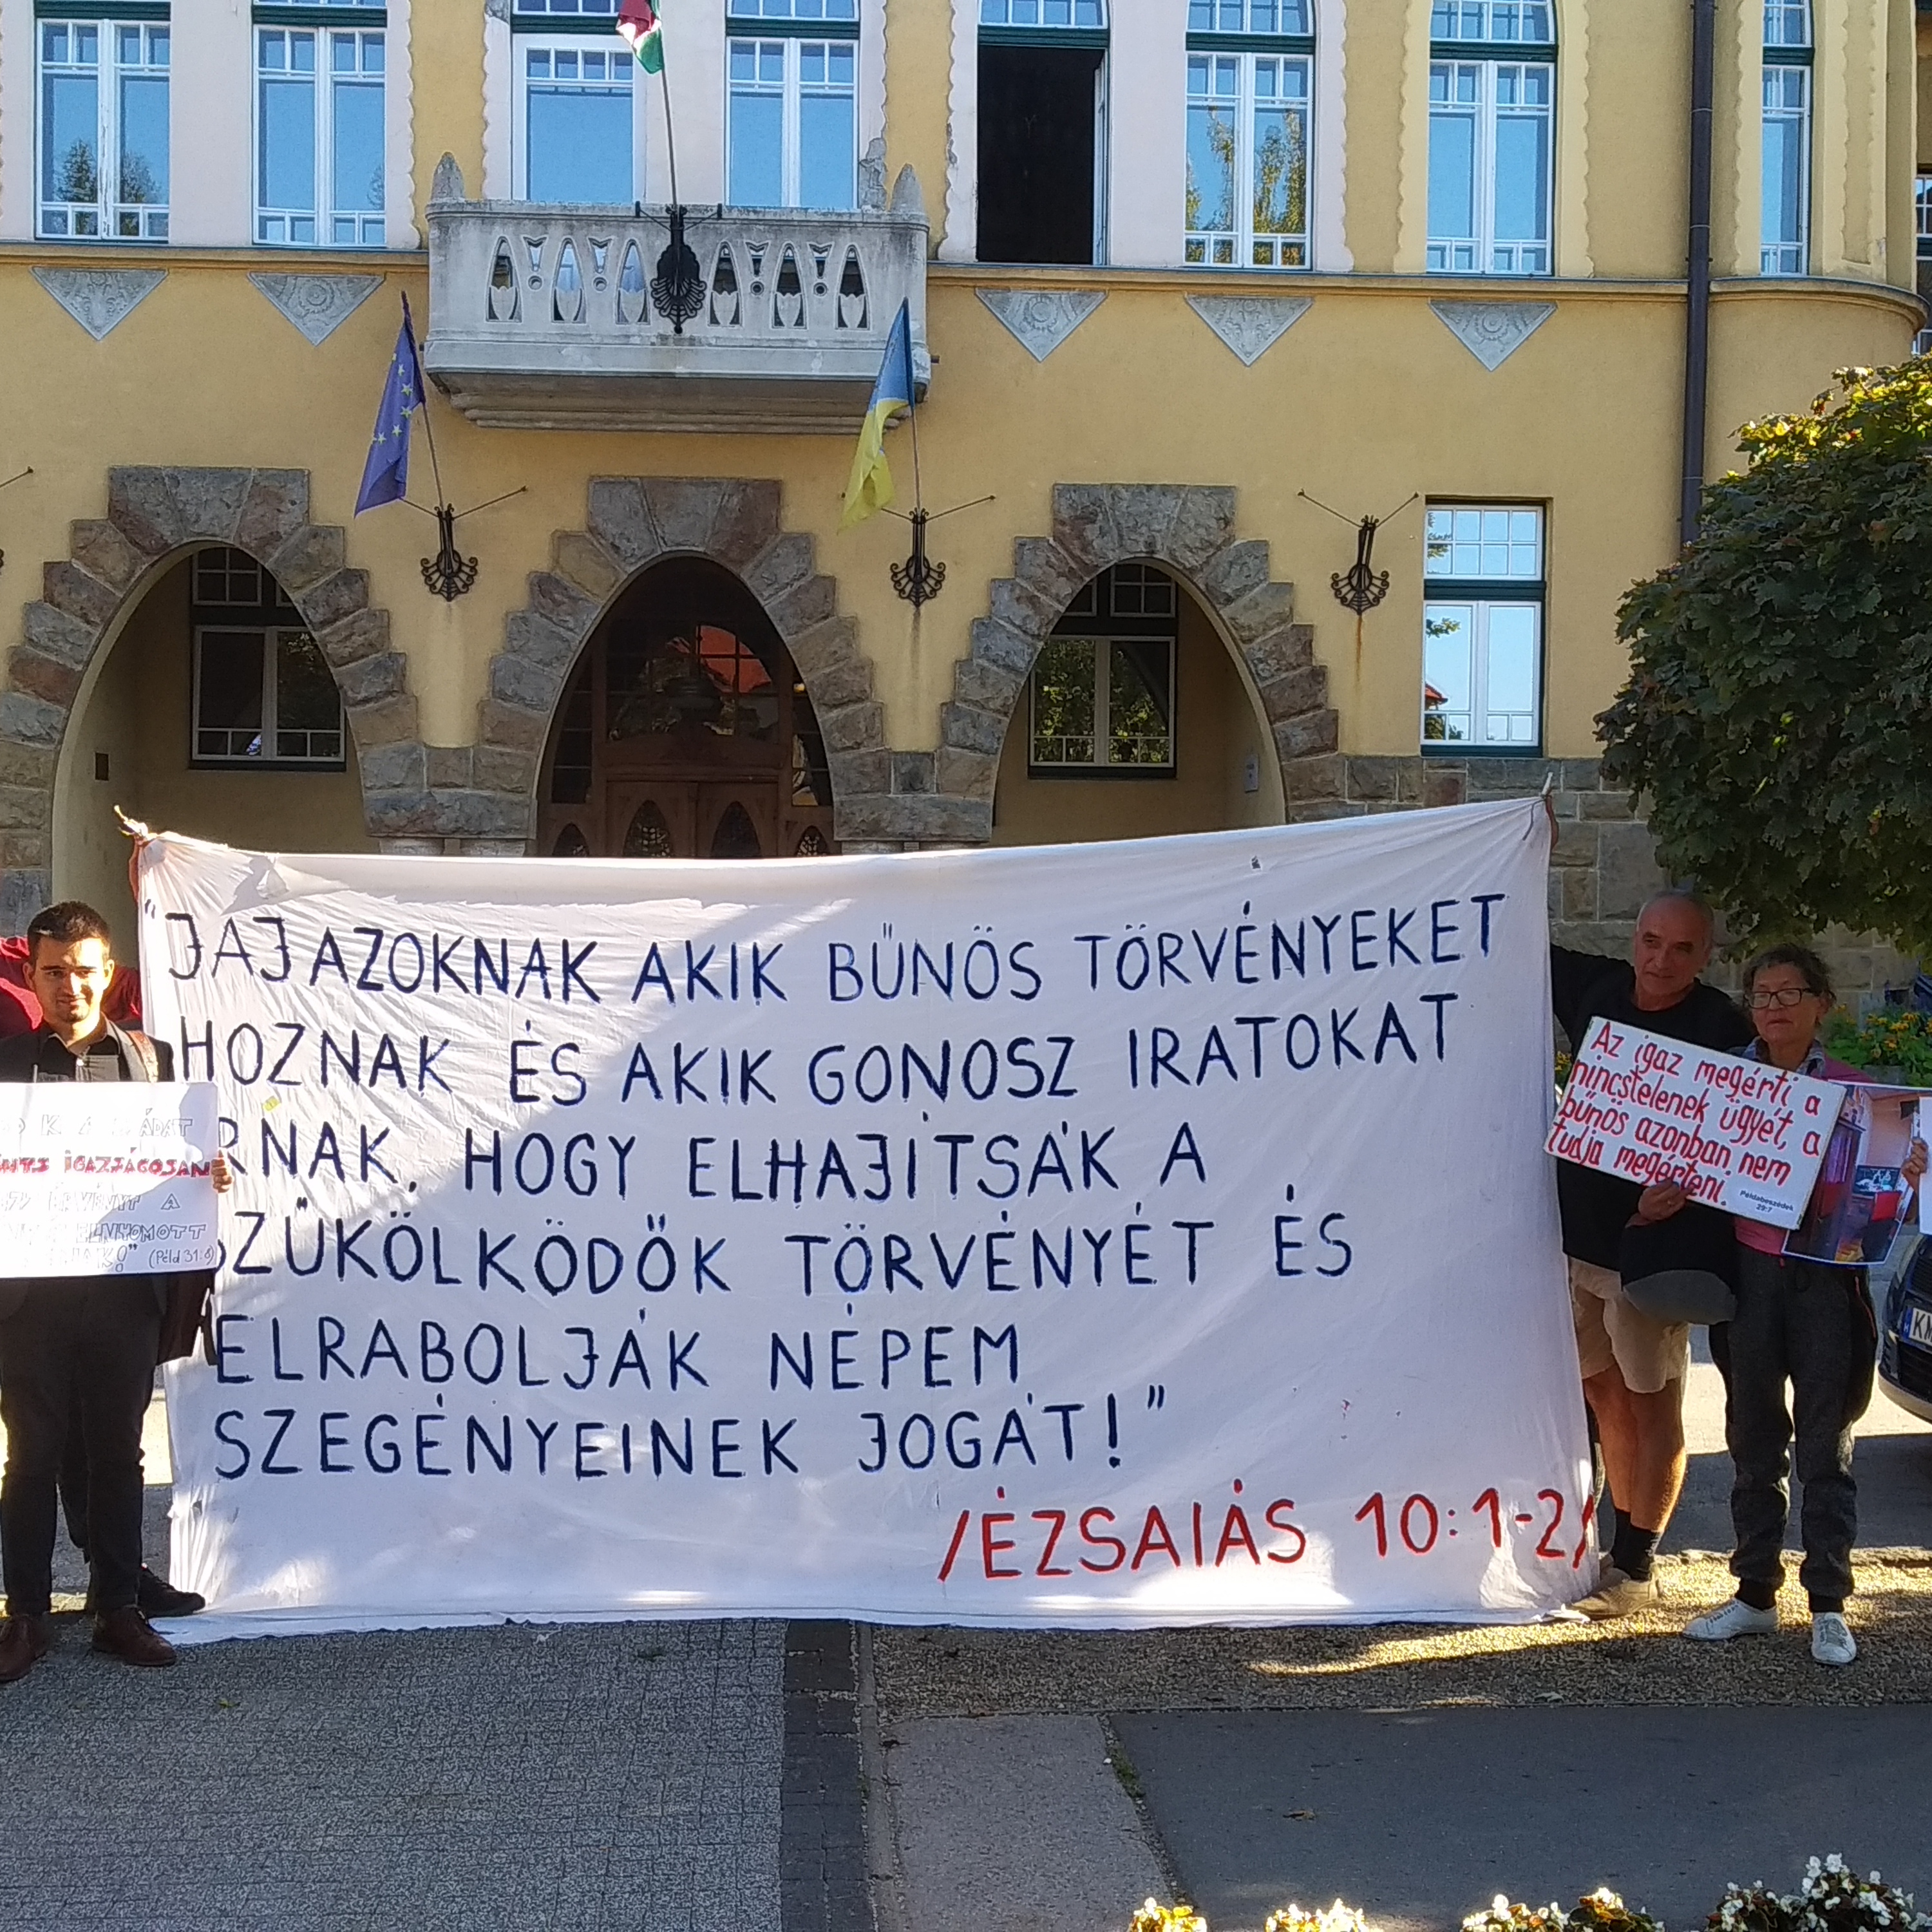 "JAJ AZOKNAK AKIK BŰNÖS TÖRVÉNYEKET
HOZNAK ÉS AKIK GONOSZ IRATOKAT
RNAK, HOGY ELHAJÍTSÁK A
SZŰKÖLKÖDŐK TÖRVÉNYÉT ÉS
ELRABOLJÁK NÉPEM
SZEGÉNYEINEK JOGÁT!"
/ÉZSAIÁS 10:1-2/
IGAZSÁGOSAN
A
(Péld 31:9)
Az igaz megérti a
nincstelenek ügyét, a
bűnös azonban nem
tudja megérteni.
Példabeszédek
29:7